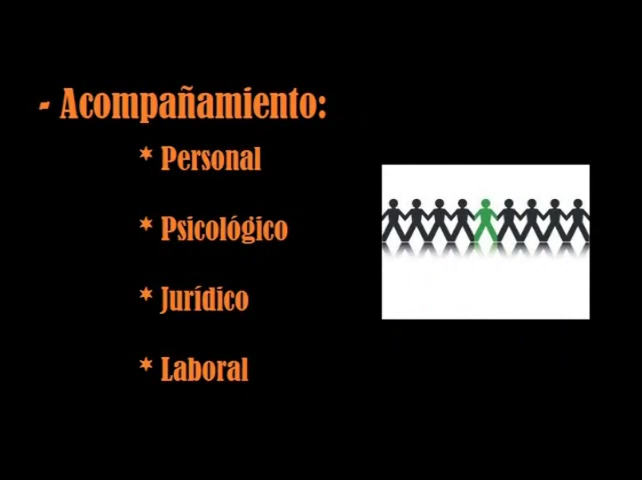 - Acompañamiento:
* Personal
* Psicológico
* Jurídico
* Laboral